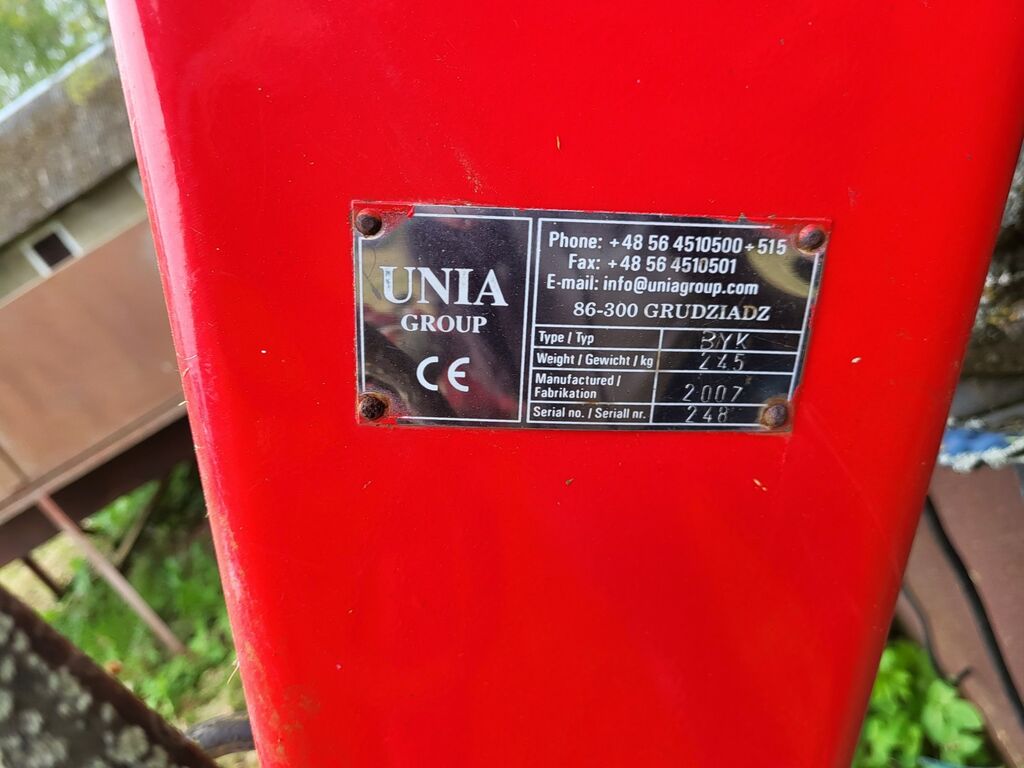 UNIA
GROUP
CE
Phone: +48 56 4510500÷515
Fax: +48 56 4510501
E-mail: info@uniagroup.com
86-300 GRUDZIADZ
Type / Typ BYK
Weight / Gewicht / kg 245
Manufactured /
Fabrikation 2007
Serial no. / Seriall nr. 248